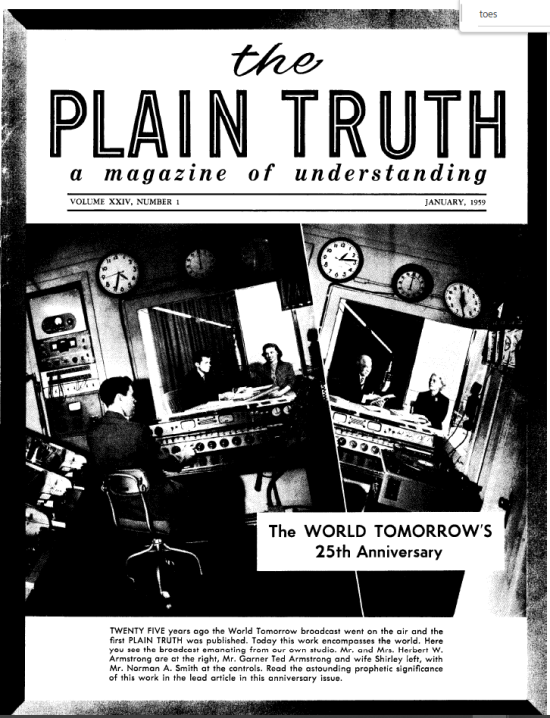 toes
the
PLAIN TRUTH
a magazine of understanding
VOLUME XXIV, NUMBER 1 JANUARY, 1959
The WORLD TOMORROW'S
25th Anniversary
TWENTY FIVE years ago the World Tomorrow broadcast went on the air and the
first PLAIN TRUTH was published. Today this work encompasses the world. Here
you see the broadcast emanating from our own studio. Mr. and Mrs. Herbert W.
Armstrong are at the right, Mr. Garner Ted Armstrong and wife Shirley left, with
Mr. Norman A. Smith at the controls. Read the astounding prophetic significance
of this work in the lead article in this anniversary issue.